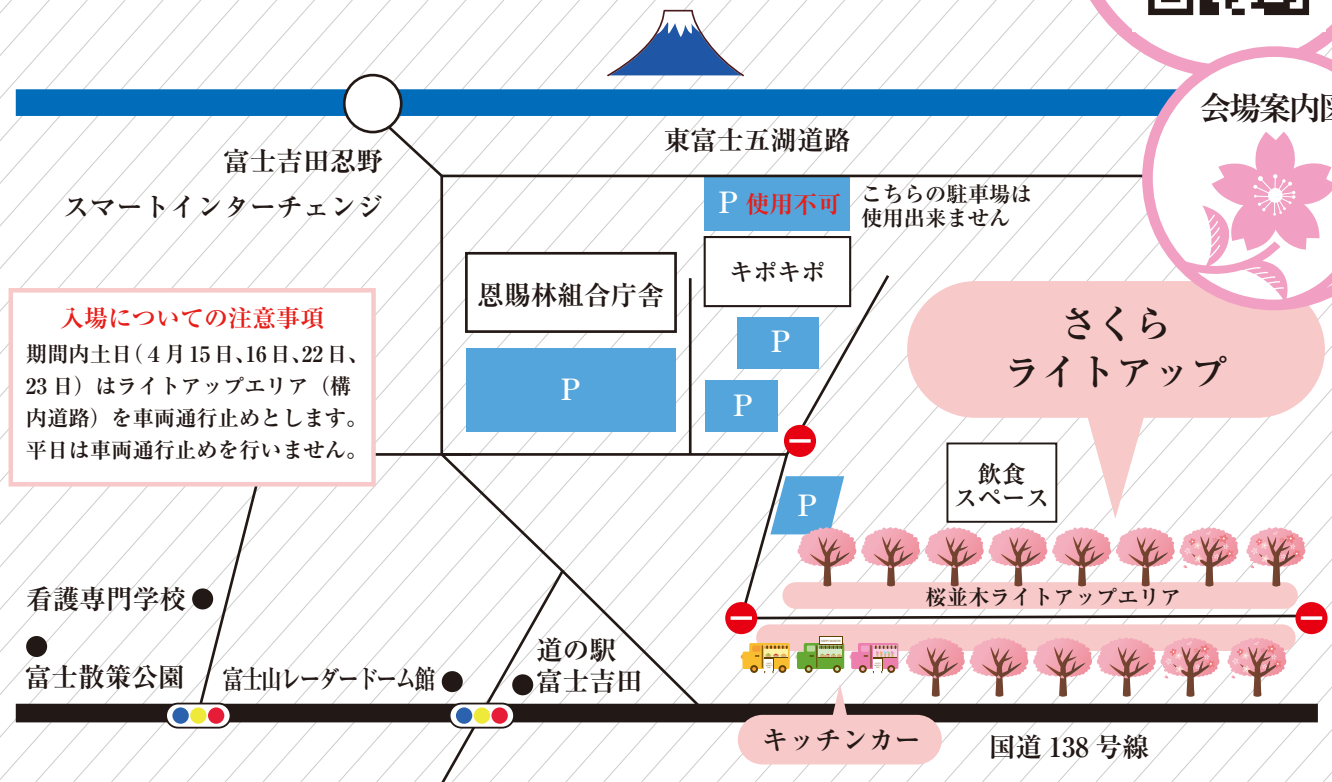 会場案内図
東富士五湖道路
富士吉田忍野
スマートインターチェンジ
P 使用不可
こちらの駐車場は
使用出来ません
恩賜林組合庁舎
キポキポ
P
P
P
P
さくら
ライトアップ
入場についての注意事項
期間内土日(4月15日、16日、22日、
23日)はライトアップエリア(構
内道路)を車両通行止めとします。
平日は車両通行止めを行いません。
飲食
スペース
桜並木ライトアップエリア
看護専門学校
富士散策公園
富士山レーダードーム館
道の駅
富士吉田
キッチンカー
国道 138 号線